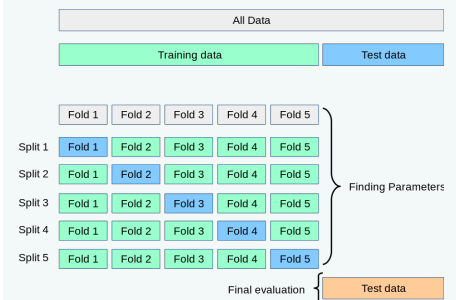 All Data
Training data Test data
Fold 1 Fold 2 Fold 3 Fold 4 Fold 5
Split 1 Fold 1 Fold 2 Fold 3 Fold 4 Fold 5
Split 2 Fold 1 Fold 2 Fold 3 Fold 4 Fold 5
Finding Parameters
Split 3 Fold 1 Fold 2 Fold 3 Fold 4 Fold 5
Split 4 Fold 1 Fold 2 Fold 3 Fold 4 Fold 5
Split 5 Fold 1 Fold 2 Fold 3 Fold 4 Fold 5
Final evaluation Test data